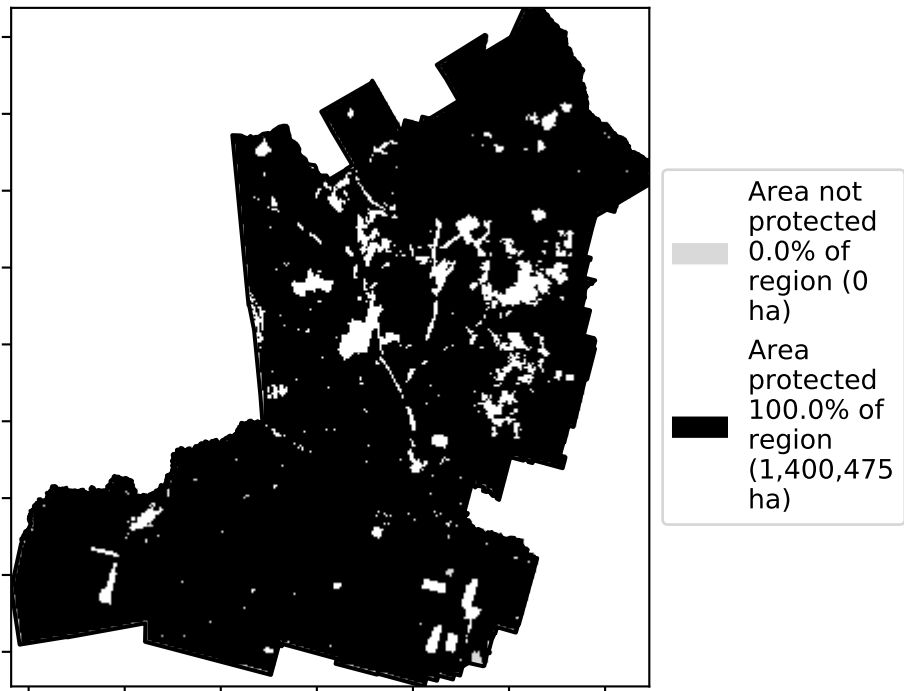 Area not
protected
0.0% of
region (0
ha)
Area
protected
100.0% of
region
(1,400,475
ha)